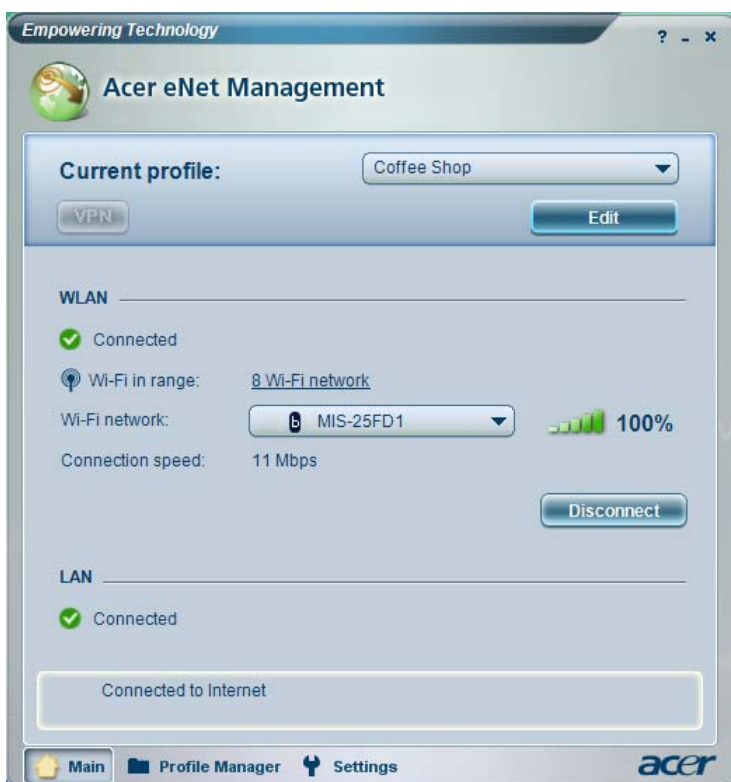 Empowering Technology
? - ×
Acer eNet Management
Current profile:
Coffee Shop
VPN
Edit
WLAN
Connected
Wi-Fi in range:
8 Wi-Fi network
Wi-Fi network:
b MIS-25FD1
100%
Connection speed:
11 Mbps
Disconnect
LAN
Connected
Connected to Internet
Main
Profile Manager
Settings
acer